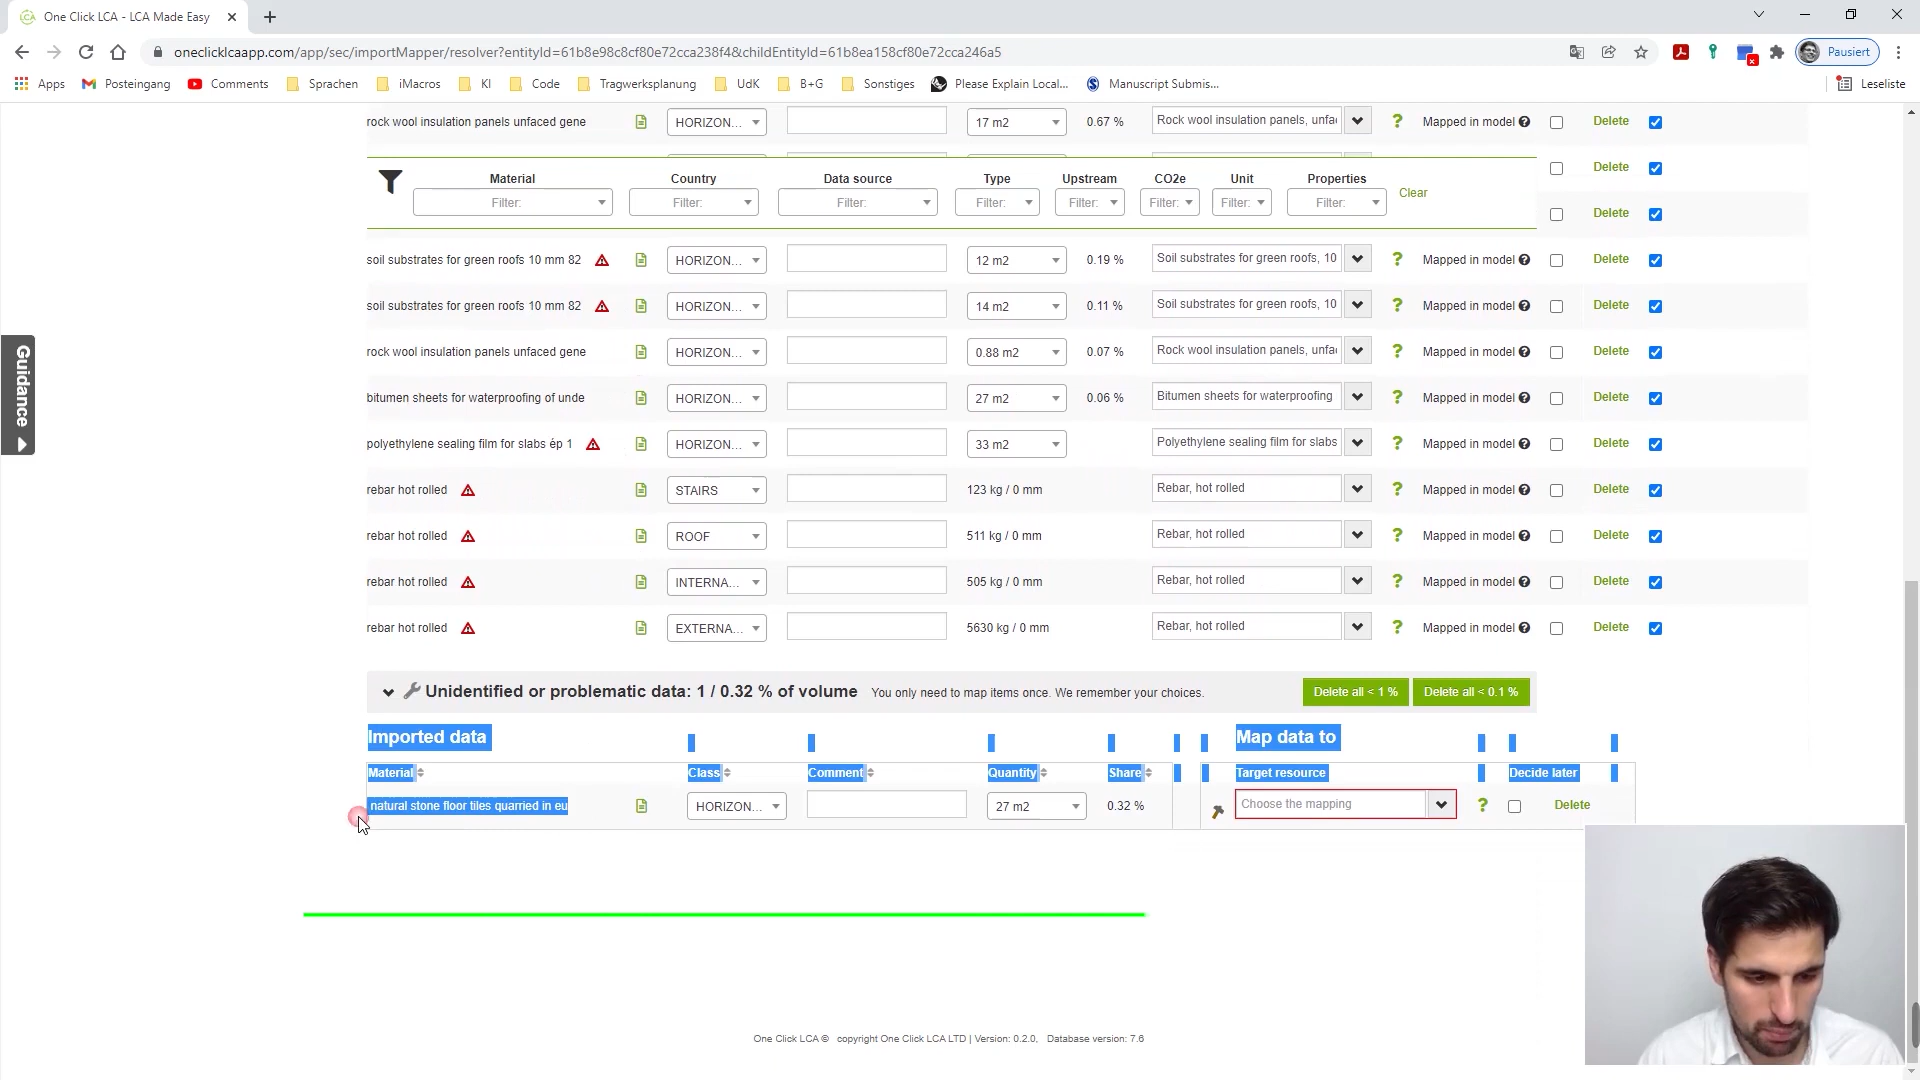 One Click LCA - LCA Made Easy
oneclicklcaapp.com/app/sec/importMapper/resolver?entityId=61b8e98c8cf80e72cca238f4&childEntityId=61b8ea158cf80e72cca246a5
Pausiert
Apps Posteingang Comments Sprachen iMacros KI Code Tragwerksplanung UdK B+G Sonstiges Please Explain Local... Manuscript Submis... Leseliste
rock wool insulation panels unfaced gene HORIZON... 17 m2 0.67 % Rock wool insulation panels, unfa ? Mapped in model ? Delete
Delete
Material Country Data source Type Upstream CO2e Unit Properties
Clear
Filter: Filter: Filter: Filter: Filter: Filter: Filter: Filter:
Delete
soil substrates for green roofs 10 mm 82 HORIZON... 12 m2 0.19 % Soil substrates for green roofs, 10 ? Mapped in model ? Delete
soil substrates for green roofs 10 mm 82 HORIZON... 14 m2 0.11 % Soil substrates for green roofs, 10 ? Mapped in model ? Delete
rock wool insulation panels unfaced gene HORIZON... 0.88 m2 0.07 % Rock wool insulation panels, unfa ? Mapped in model ? Delete
bitumen sheets for waterproofing of unde HORIZON... 27 m2 0.06 % Bitumen sheets for waterproofing ? Mapped in model ? Delete
polyethylene sealing film for slabs ép 1 HORIZON... 33 m2 Polyethylene sealing film for slabs ? Mapped in model ? Delete
rebar hot rolled STAIRS 123 kg / 0 mm Rebar, hot rolled ? Mapped in model ? Delete
rebar hot rolled ROOF 511 kg / 0 mm Rebar, hot rolled ? Mapped in model ? Delete
rebar hot rolled INTERNA... 505 kg / 0 mm Rebar, hot rolled ? Mapped in model ? Delete
rebar hot rolled EXTERNA... 5630 kg / 0 mm Rebar, hot rolled ? Mapped in model ? Delete
Guidance
Unidentified or problematic data: 1 / 0.32 % of volume You only need to map items once. We remember your choices. Delete all < 1 % Delete all < 0.1 %
Imported data Map data to
Material Class Comment Quantity Share Target resource Decide later
natural stone floor tiles quarried in eu HORIZON... 27 m2 0.32 % Choose the mapping ? Delete
One Click LCA © copyright One Click LCA LTD | Version: 0.2.0, Database version: 7.6